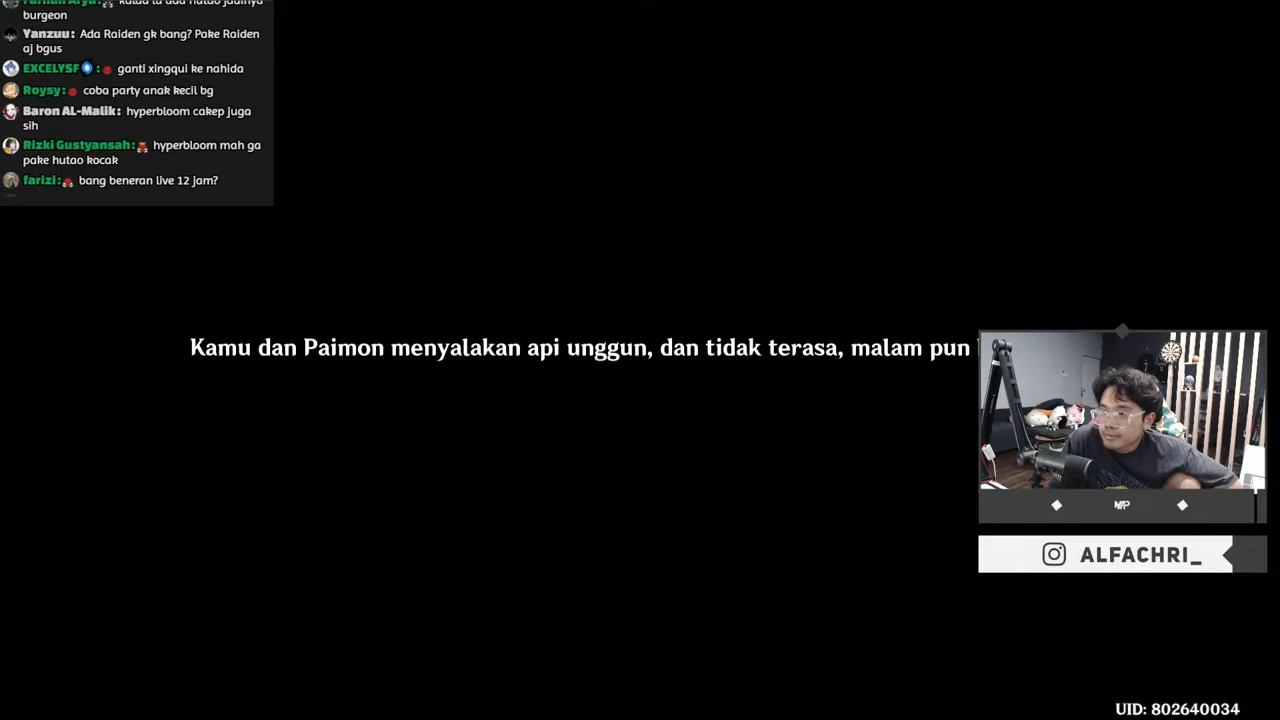 burgeon
Yanzuu: Ada Raiden gk bang? Pake Raiden
aj bgus
EXCELYSF: ganti xingqui ke nahida
Roysy: coba party anak kecil bg
Baron AL-Malik: hyperbloom cakep juga
sih
Rizki Gustyansah: hyperbloom mah ga
pake hutao kocak
farizi: bang beneran live 12 jam?
Kamu dan Paimon menyalakan api unggun, dan tidak terasa, malam pun
ALFACHRI_
UID: 802640034